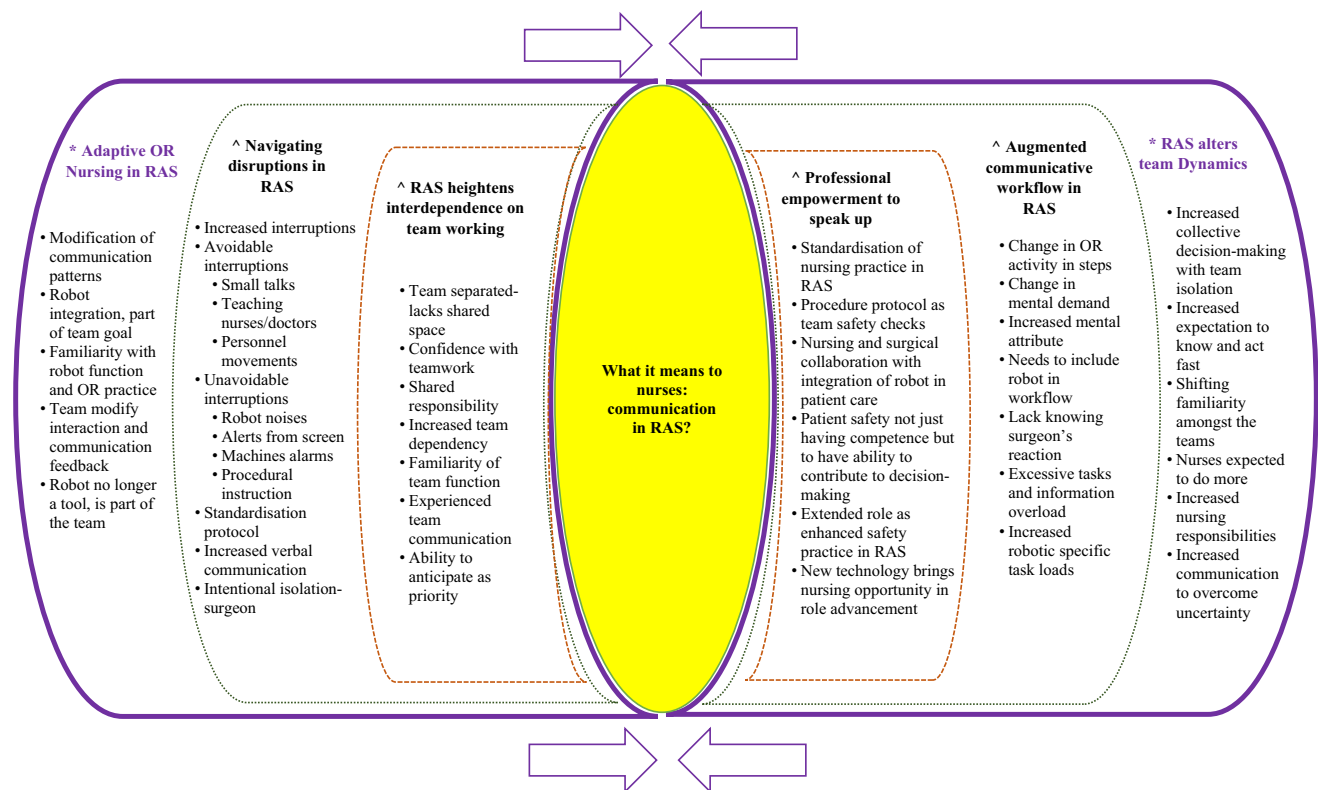 * Adaptive OR
Nursing in RAS
• Modification of
communication
patterns
• Robot
integration, part
of team goal
• Familiarity with
robot function
and OR practice
• Team modify
interaction and
communication
feedback
• Robot no longer
a tool, is part of
the team
^ Navigating
disruptions in
RAS
• Increased interruptions
• Avoidable
interruptions
• Small talks
• Teaching
nurses/doctors
• Personnel
movements
• Unavoidable
interruptions
• Robot noises
• Alerts from screen
• Machines alarms
• Procedural
instruction
• Standardisation
protocol
• Increased verbal
communication
• Intentional isolation-
surgeon
^ RAS heightens
interdependence on
team working
• Team separated-
lacks shared
space
• Confidence with
teamwork
• Shared
responsibility
• Increased team
dependency
• Familiarity of
team function
• Experienced
team
communication
• Ability to
anticipate as
priority
What it means to
nurses:
communication
in RAS?
^ Professional
empowerment to
speak up
• Standardisation of
nursing practice in
RAS
• Procedure protocol as
team safety checks
• Nursing and surgical
collaboration with
integration of robot in
patient care
• Patient safety not just
having competence but
to have ability to
contribute to decision-
making
• Extended role as
enhanced safety
practice in RAS
• New technology brings
nursing opportunity in
role advancement
^ Augmented
communicative
workflow in
RAS
• Change in OR
activity in steps
• Change in
mental demand
• Increased mental
attribute
• Needs to include
robot in
workflow
• Lack knowing
surgeon's
reaction
• Excessive tasks
and information
overload
• Increased
robotic specific
task loads
* RAS alters
team Dynamics
• Increased
collective
decision-making
with team
isolation
• Increased
expectation to
know and act
fast
• Shifting
familiarity
amongst the
teams
• Nurses expected
to do more
• Increased
nursing
responsibilities
• Increased
communication
to overcome
uncertainty